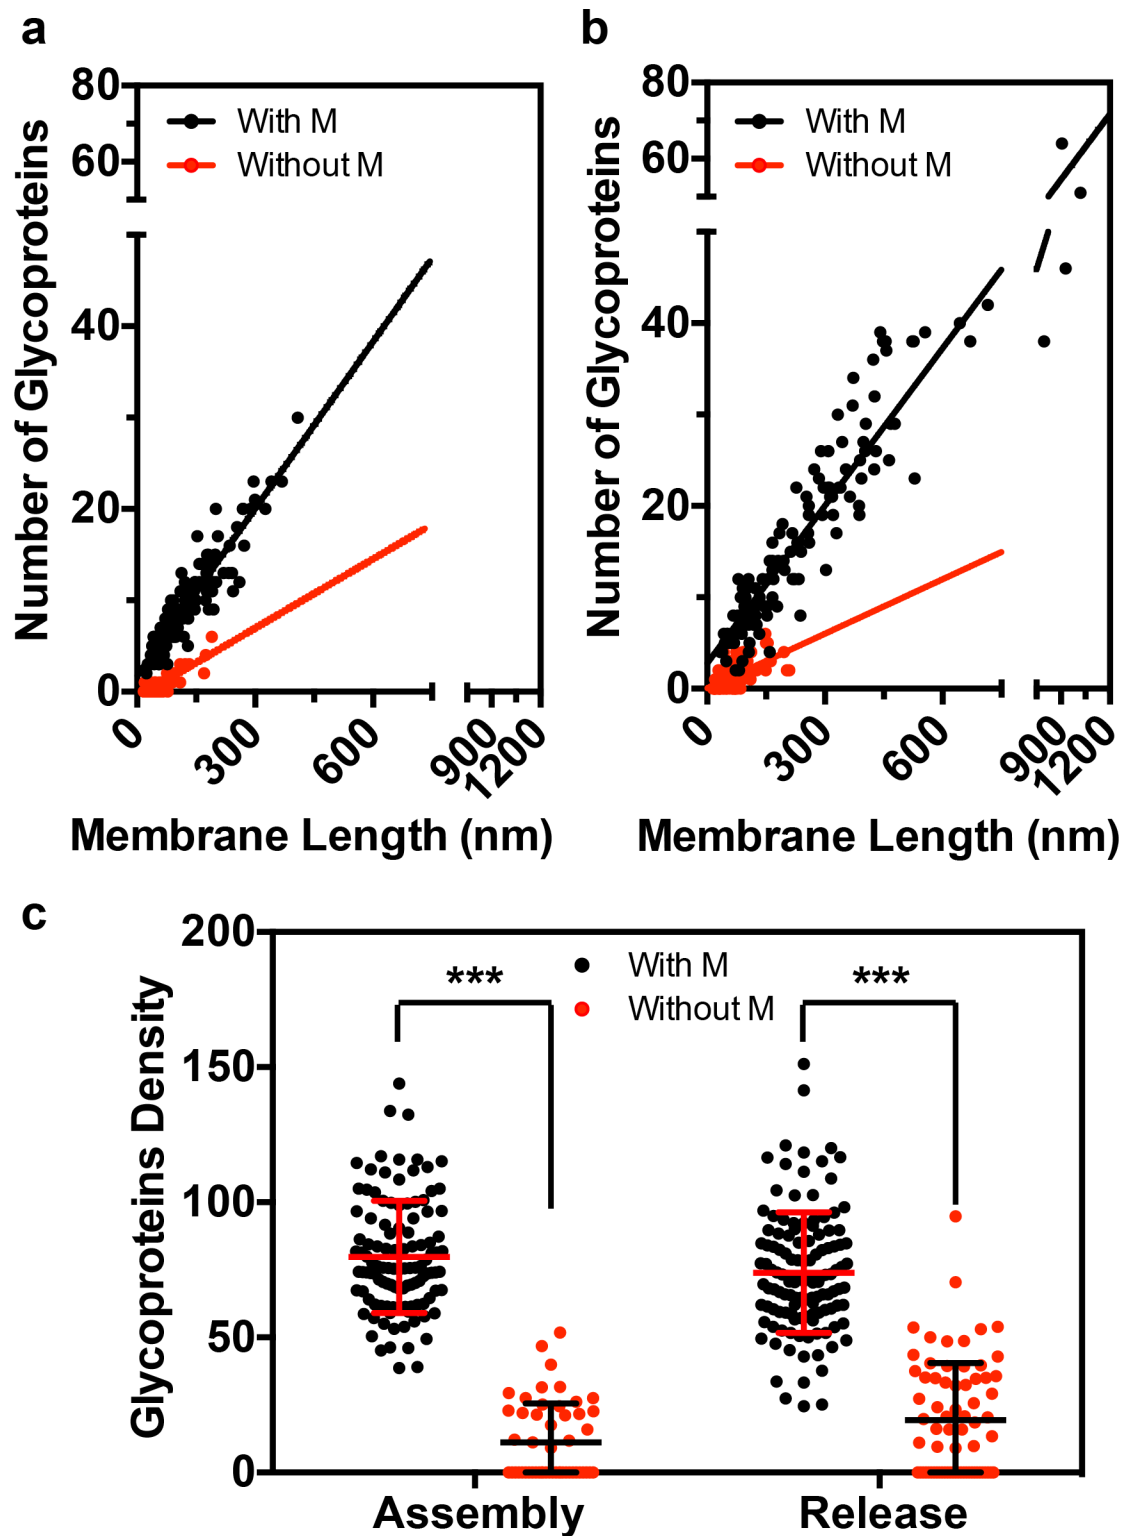 a
Number of Glycoproteins
80
60
40
20
0
With M
Without M
0
300
600
900
1200
Membrane Length (nm)
b
Number of Glycoproteins
80
60
40
20
0
With M
Without M
0
300
600
900
1200
Membrane Length (nm)
c
Glycoproteins Density
200
150
100
50
0
With M
Without M
***
***
Assembly
Release